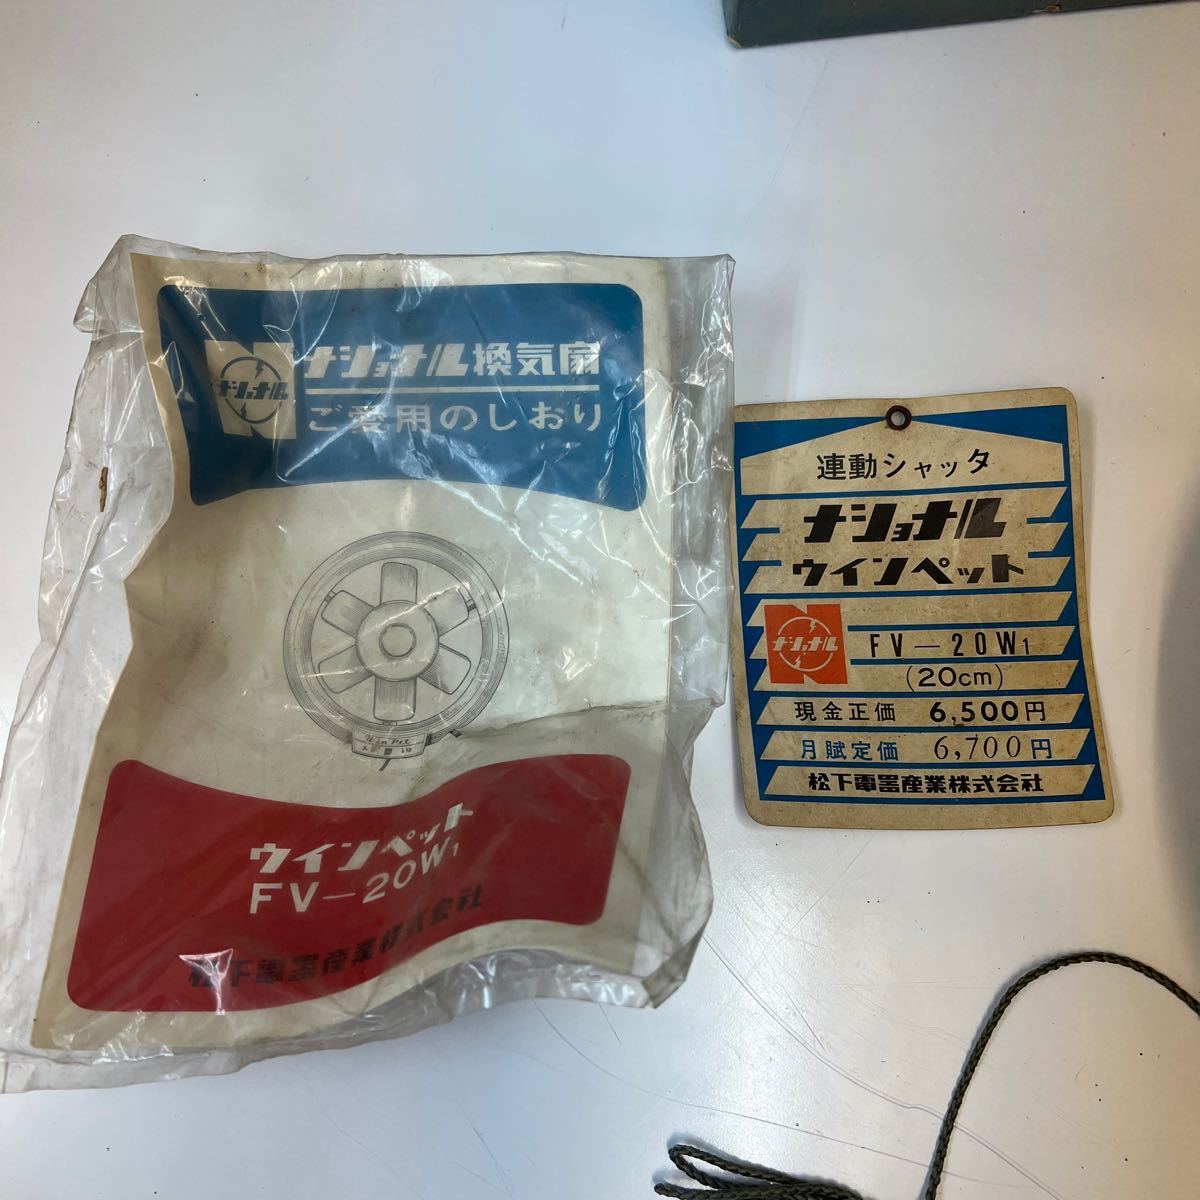 ナショナル
ナショナル換気扇
ご愛用のしおり
Win Pet
ウインペット
FV-20W1
松下電器産業株式会社
連動シャッタ
ナショナル
ウインペット
ナショナル
FV-20W1
(20cm)
現金正価 6,500円
月賦定価 6,700円
松下電器産業株式会社